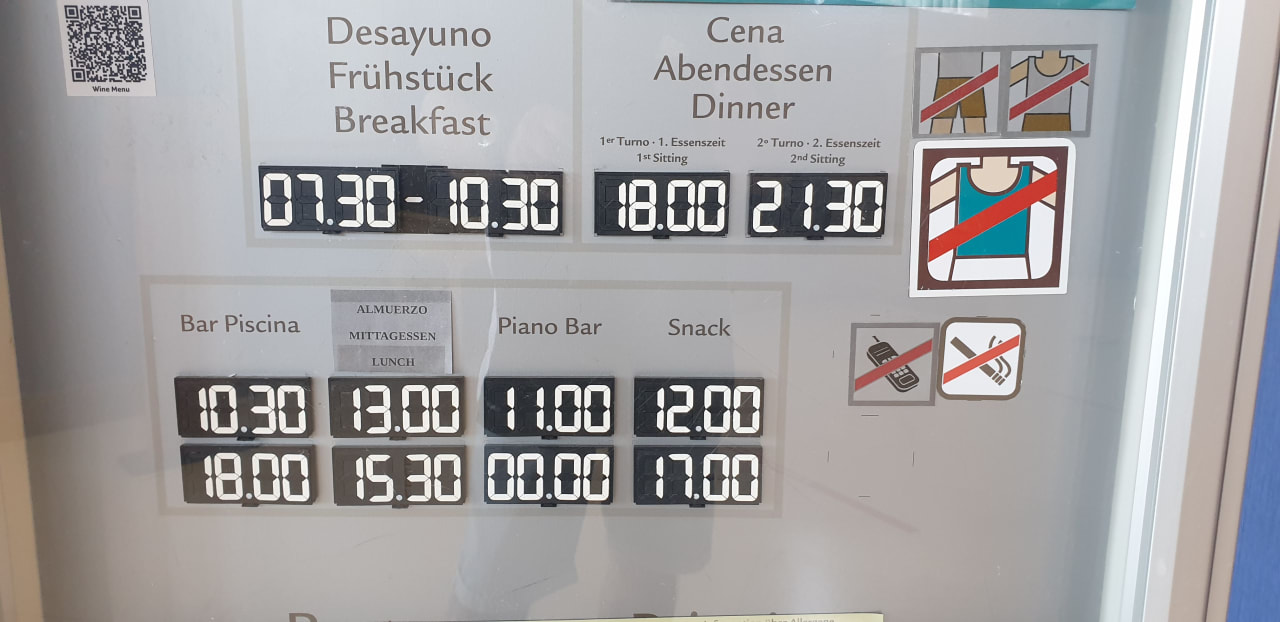 Wine Menu
Desayuno
Frühstück
Breakfast
07.30 - 10.30
Cena
Abendessen
Dinner
1er Turno · 1. Essenszeit
1st Sitting
18.00
2º Turno · 2. Essenszeit
2nd Sitting
21.30
Bar Piscina
10.30
18.00
ALMUERZO
MITTAGESSEN
LUNCH
13.00
15.30
Piano Bar
11.00
00.00
Snack
12.00
17.00